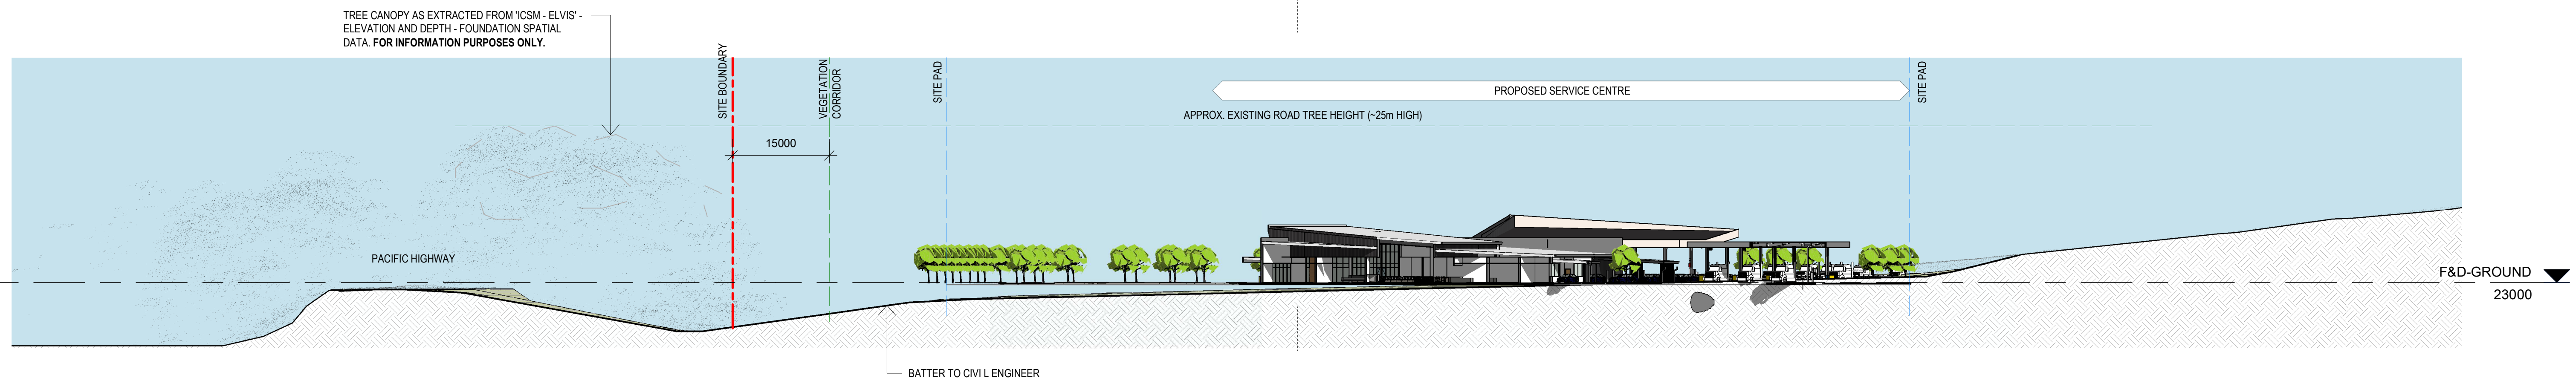 TREE CANOPY AS EXTRACTED FROM 'ICSM - ELVIS' -
ELEVATION AND DEPTH - FOUNDATION SPATIAL
DATA. FOR INFORMATION PURPOSES ONLY.
SITE BOUNDARY
VEGETATION
CORRIDOR
SITE PAD
PROPOSED SERVICE CENTRE
SITE PAD
APPROX. EXISTING ROAD TREE HEIGHT (~25m HIGH)
15000
PACIFIC HIGHWAY
F&D-GROUND
23000
BATTER TO CIVI L ENGINEER